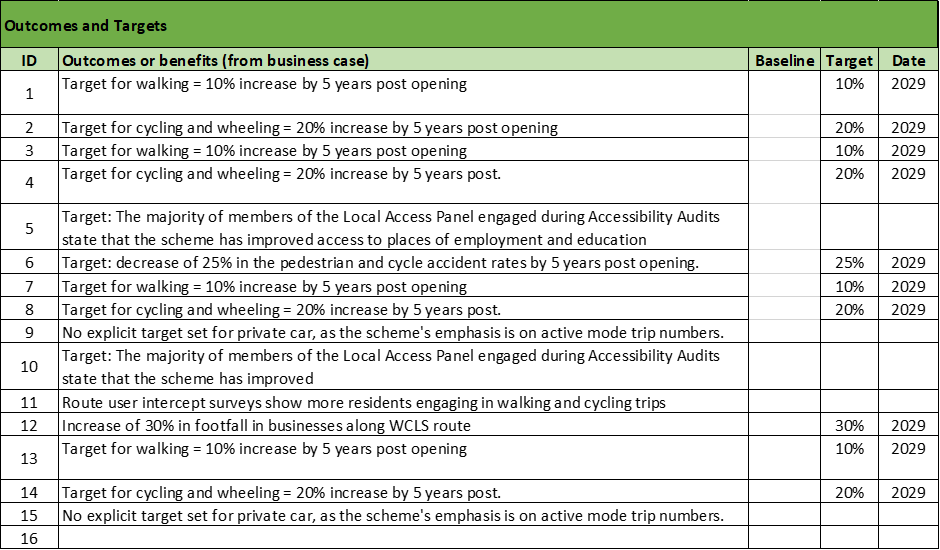 Outcomes and Targets
ID Outcomes or benefits (from business case) Baseline Target Date
1 Target for walking = 10% increase by 5 years post opening 10% 2029
2 Target for cycling and wheeling = 20% increase by 5 years post opening 20% 2029
3 Target for walking = 10% increase by 5 years post opening 10% 2029
4 Target for cycling and wheeling = 20% increase by 5 years post. 20% 2029
5 Target: The majority of members of the Local Access Panel engaged during Accessibility Audits
state that the scheme has improved access to places of employment and education
6 Target: decrease of 25% in the pedestrian and cycle accident rates by 5 years post opening. 25% 2029
7 Target for walking = 10% increase by 5 years post opening 10% 2029
8 Target for cycling and wheeling = 20% increase by 5 years post. 20% 2029
9 No explicit target set for private car, as the scheme's emphasis is on active mode trip numbers.
10 Target: The majority of members of the Local Access Panel engaged during Accessibility Audits
state that the scheme has improved
11 Route user intercept surveys show more residents engaging in walking and cycling trips
12 Increase of 30% in footfall in businesses along WCLS route 30% 2029
13 Target for walking = 10% increase by 5 years post opening 10% 2029
14 Target for cycling and wheeling = 20% increase by 5 years post. 20% 2029
15 No explicit target set for private car, as the scheme's emphasis is on active mode trip numbers.
16